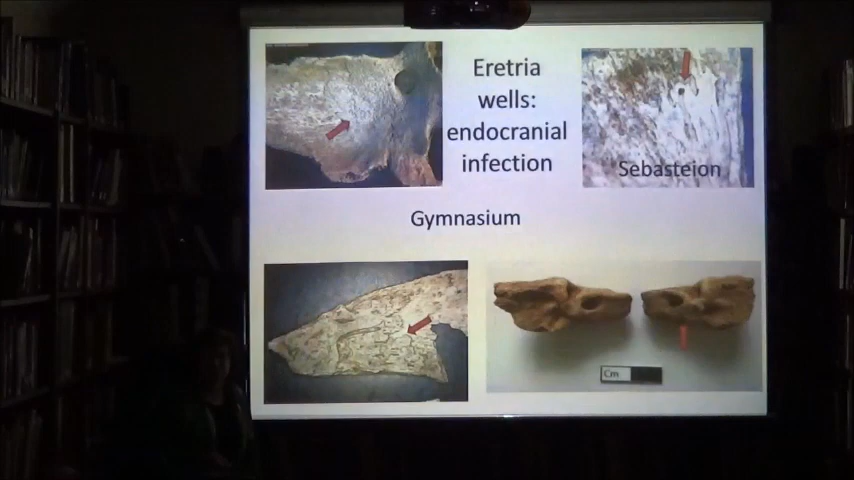 Eretria
wells:
endocranial
infection
Sebasteion
Gymnasium
Cm